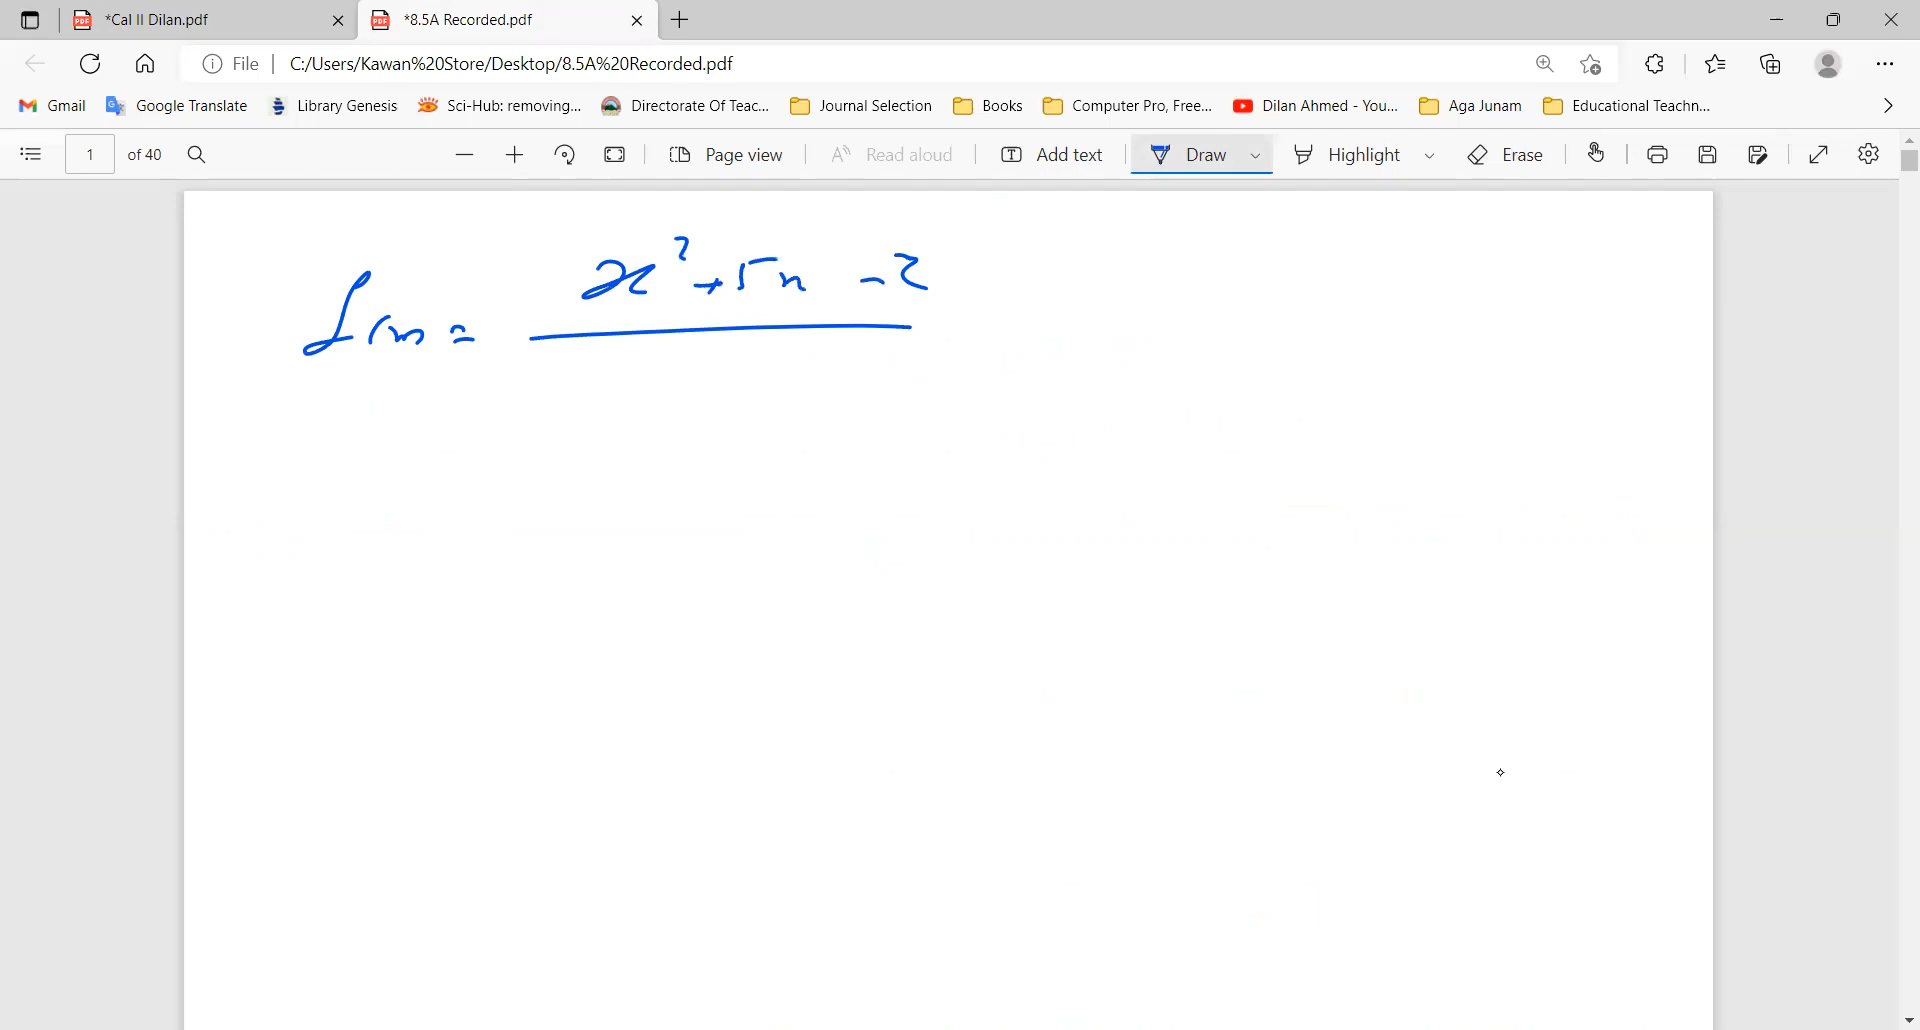 *Cal II Dilan.pdf
*8.5A Recorded.pdf
File | C:/Users/Kawan%20Store/Desktop/8.5A%20Recorded.pdf
Gmail Google Translate Library Genesis Sci-Hub: removing... Directorate Of Teac... Journal Selection Books Computer Pro, Free... Dilan Ahmed - You... Aga Junam Educational Teachn...
1 of 40 Page view Read aloud Add text Draw Highlight Erase
x² + 5x - 2
f(x) =